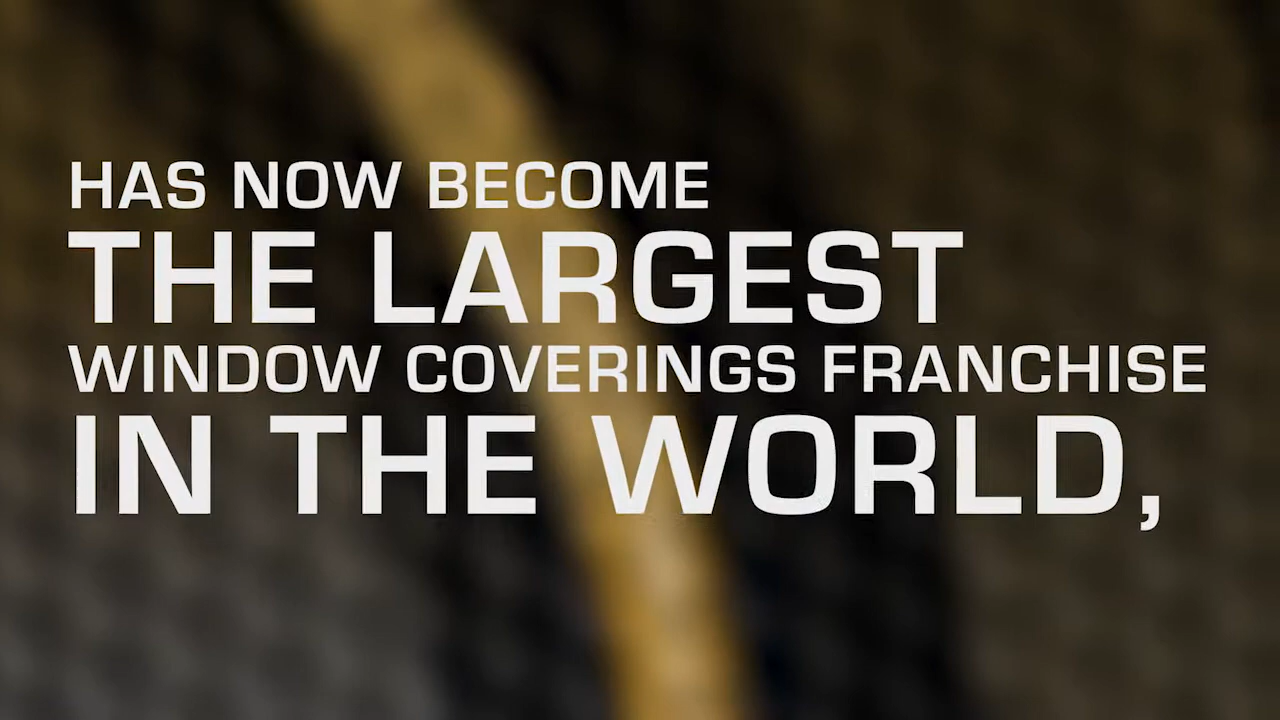 HAS NOW BECOME
THE LARGEST
WINDOW COVERINGS FRANCHISE
IN THE WORLD,